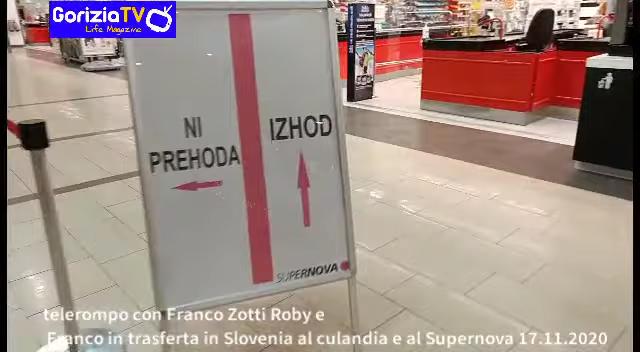 GoriziaTV
Life Magazine
NI
PREHODA
IZHOD
SUPERNOVA
telerompo con Franco Zotti Roby e
Franco in trasferta in Slovenia al culandia e al Supernova 17.11.2020